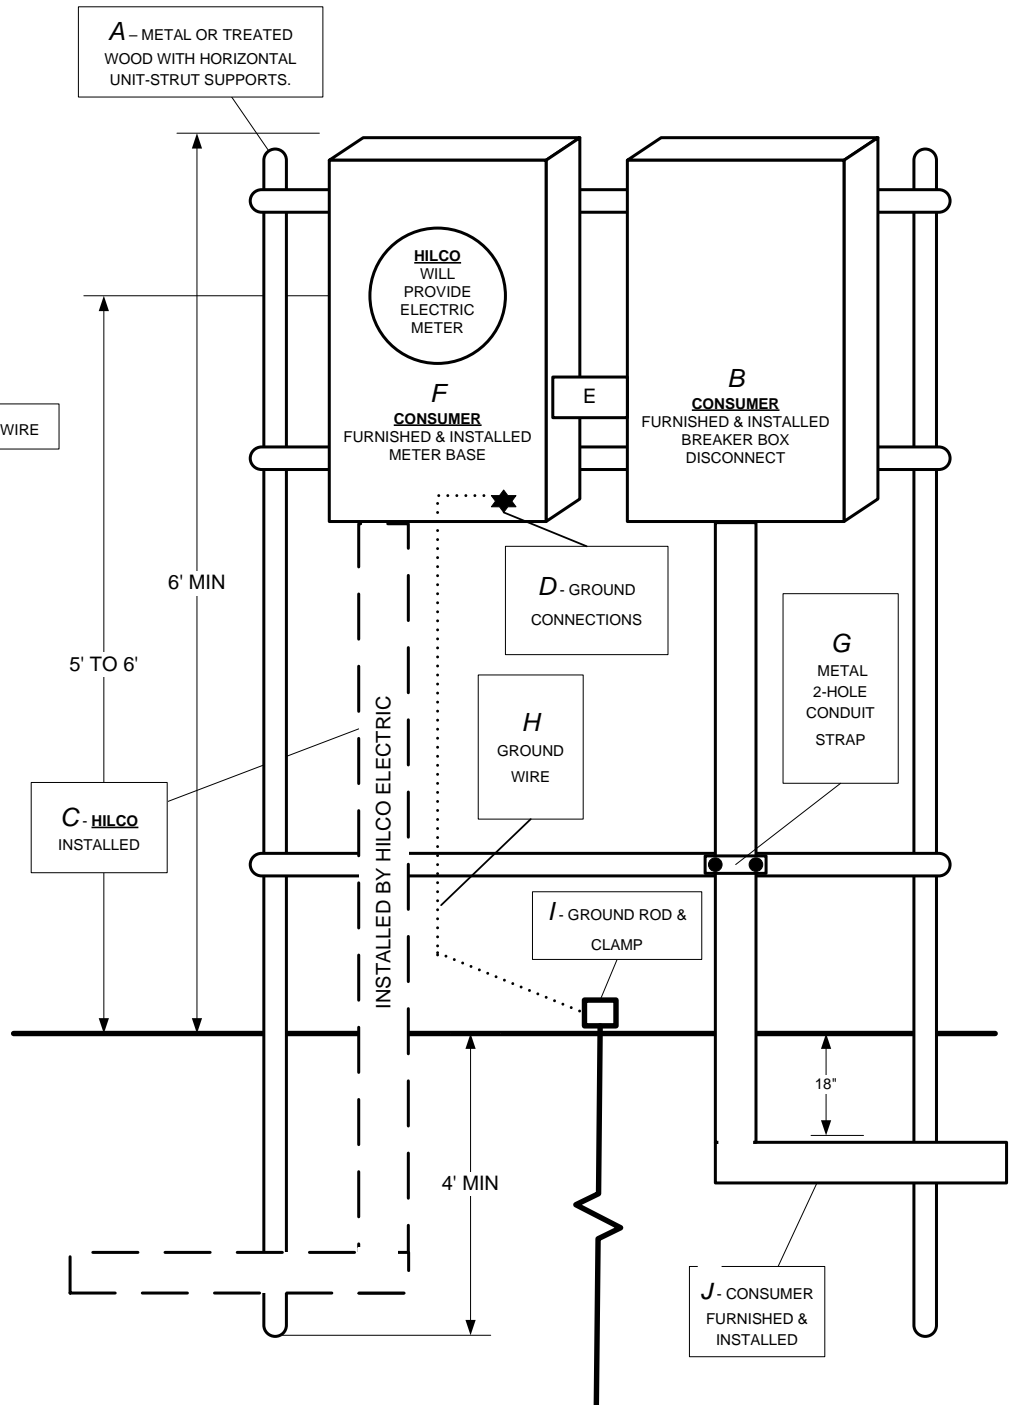 A – METAL OR TREATED
WOOD WITH HORIZONTAL
UNIT-STRUT SUPPORTS.
HILCO
WILL
PROVIDE
ELECTRIC
METER
F
CONSUMER
FURNISHED & INSTALLED
METER BASE
E
B
CONSUMER
FURNISHED & INSTALLED
BREAKER BOX
DISCONNECT
WIRE
6' MIN
5' TO 6'
D - GROUND
CONNECTIONS
G
METAL
2-HOLE
CONDUIT
STRAP
H
GROUND
WIRE
C - HILCO
INSTALLED
INSTALLED BY HILCO ELECTRIC
I - GROUND ROD &
CLAMP
18"
4' MIN
J - CONSUMER
FURNISHED &
INSTALLED